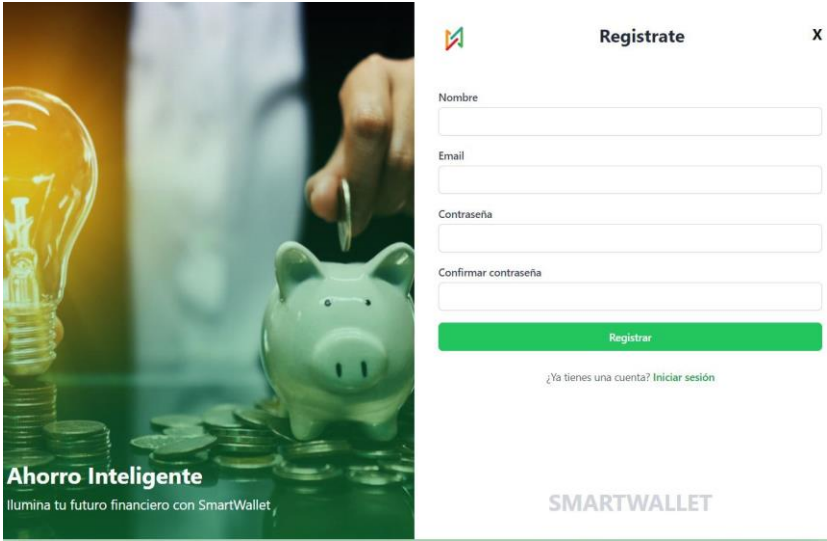 Registrate
X
Nombre
Email
Contraseña
Confirmar contraseña
Registrar
¿Ya tienes una cuenta? Iniciar sesión
SMARTWALLET
Ahorro Inteligente
Ilumina tu futuro financiero con SmartWallet